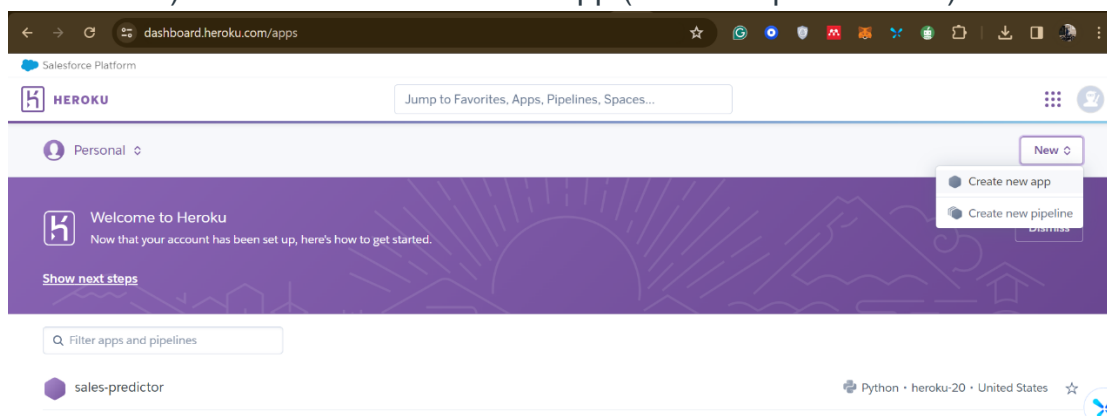 dashboard.heroku.com/apps
Salesforce Platform
HEROKU
Jump to Favorites, Apps, Pipelines, Spaces...
Personal
New
Create new app
Create new pipeline
Welcome to Heroku
Now that your account has been set up, here's how to get started.
Dismiss
Show next steps
Filter apps and pipelines
sales-predictor
Python • heroku-20 • United States